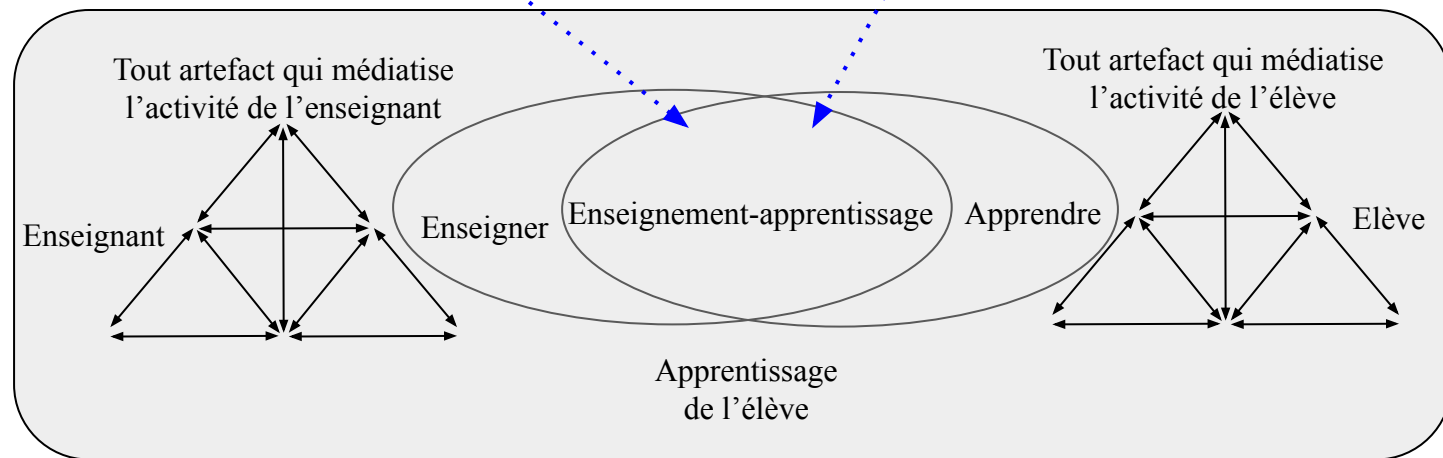 Tout artefact qui médiatise
l’activité de l’enseignant
Tout artefact qui médiatise
l’activité de l’élève
Enseignant
Enseigner
Enseignement-apprentissage
Apprendre
Elève
Apprentissage
de l’élève